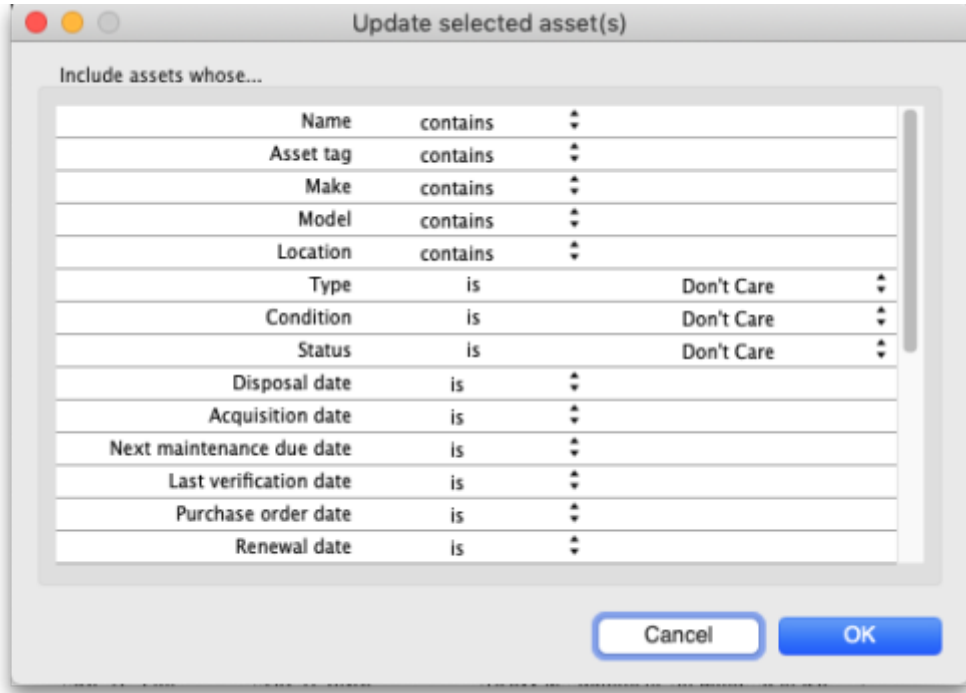 Update selected asset(s)
Include assets whose...
Name contains
Asset tag contains
Make contains
Model contains
Location contains
Type is Don't Care
Condition is Don't Care
Status is Don't Care
Disposal date is
Acquisition date is
Next maintenance due date is
Last verification date is
Purchase order date is
Renewal date is
Cancel OK